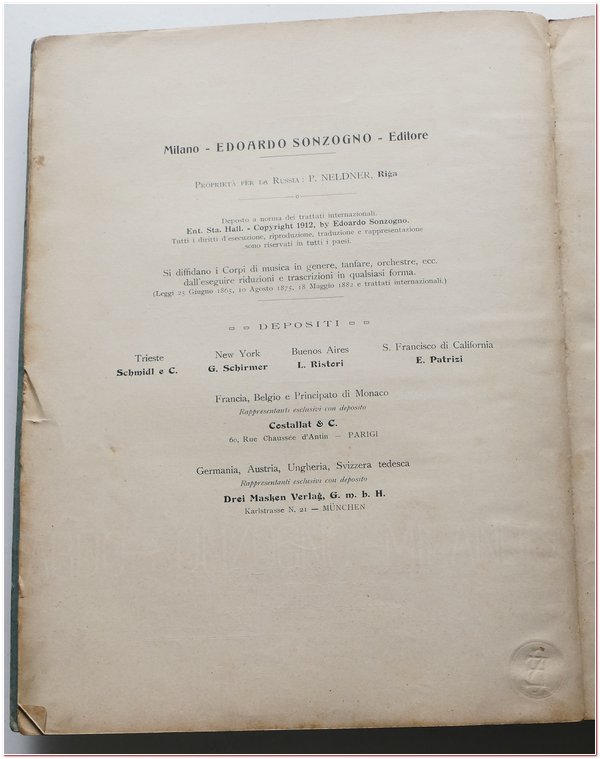 Milano - EDOARDO SONZOGNO - Editore
Proprietà per la Russia: P. NELDNER, Riga
Deposto a norma dei trattati internazionali.
Ent. Sta. Hall. - Copyright 1912, by Edoardo Sonzogno.
Tutti i diritti d'esecuzione, riproduzione, traduzione e rappresentazione
sono riservati in tutti i paesi.
Si diffidano i Corpi di musica in genere, fanfare, orchestre, ecc.
dall'eseguire riduzioni e trascrizioni in qualsiasi forma.
(Leggi 25 Giugno 1865, 10 Agosto 1875, 18 Maggio 1882 e trattati internazionali.)
DEPOSITI
Trieste
Schmidl e C.
New York
G. Schirmer
Buenos Aires
L. Ristori
S. Francisco di California
E. Patrizi
Francia, Belgio e Principato di Monaco
Rappresentanti esclusivi con deposito
Costallat & C.
60, Rue Chaussée d'Antin — PARIGI
Germania, Austria, Ungheria, Svizzera tedesca
Rappresentanti esclusivi con deposito
Drei Masken Verlag, G. m. b. H.
Karlstrasse N. 21 — MÜNCHEN